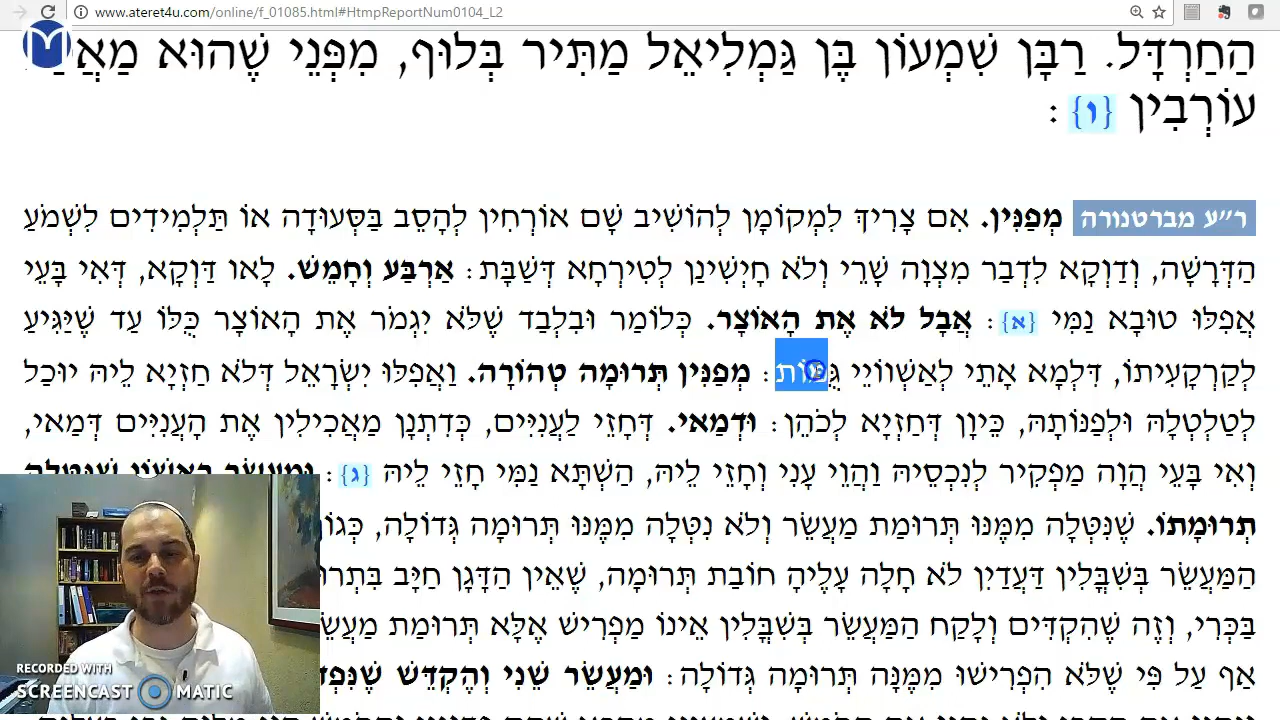 www.ateret4u.com/online/f_01085.html#HtmpReportNum0104_L2
הַחַרְדָּל. רַבָּן שִׁמְעוֹן בֶּן גַּמְלִיאֵל מַתִּיר בְּלוּף, מִפְּנֵי שֶׁהוּא
עוֹרְבִין {ו} :
ר״ע מברטנורה מְפַנִּין. אִם צָרִיךְ לִמְקוֹמָן לְהוֹשִׁיב שָׁם אוֹרְחִין לְהָסֵב בַּסְּעוּדָה אוֹ תַּלְמִידִים לִשְׁמֹעַ
הַדְּרָשָׁה, וְדַוְקָא לִדְבַר מִצְוָה שָׁרֵי וְלֹא חָיְשִׁינַן לְטִירְחָא דְּשַׁבָּת : אַרְבַּע וְחָמֵשׁ. לָאו דַּוְקָא, דְּאִי בָּעֵי
אֲפִלּוּ טוּבָא נַמִּי {א} : אֲבָל לֹא אֶת הָאוֹצָר. כְּלוֹמַר וּבִלְבַד שֶׁלֹּא יִגְמֹר אֶת הָאוֹצָר כֻּלּוֹ עַד שֶׁיַּגִּיעַ
לְקַרְקָעִיתוֹ, דִּלְמָא אָתֵי לְאַשְׁווֹיֵי גֻּמּוֹת : מְפַנִּין תְּרוּמָה טְהוֹרָה. וַאֲפִלּוּ יִשְׂרָאֵל דְּלֹא חַזְיָא לֵיהּ יוּכַל
לְטַלְטְלָהּ וּלְפַנּוֹתָהּ, כֵּיוָן דְּחַזְיָא לְכֹהֵן : וּדְמַאי. דְּחָזֵי לַעֲנִיִּים, כְּדִתְנָן מַאֲכִילִין אֶת הָעֲנִיִּים דְּמַאי,
וְאִי בָּעֵי הֲוָה מַפְקִיר לְנִכְסֵיהּ וַהֲוֵי עָנִי וְחָזֵי לֵיהּ, הַשְׁתָּא נַמִי חָזֵי לֵיהּ {ג} : וּמַעֲשֵׂר רִאשׁוֹן שֶׁנִּטְּלָה
תְּרוּמָתוֹ. שֶׁנִּטְּלָה מִמֶּנּוּ תְּרוּמַת מַעֲשֵׂר וְלֹא נִטְּלָה מִמֶּנּוּ תְּרוּמָה גְּדוֹלָה, כְּגוֹן
הַמַּעֲשֵׂר בְּשִׁבֳּלִין דַּעֲדַיִן לֹא חָלָה עָלֶיהָ חוֹבַת תְּרוּמָה, שֶׁאֵין הַדָּגָן חַיָּב
בַּכְּרִי, וְזֶה שֶׁהִקְדִּים וְלָקַח הַמַּעֲשֵׂר בְּשִׁבֳּלִין אֵינוֹ מַפְרִישׁ אֶלָּא תְּרוּמַת
אַף עַל פִּי שֶׁלֹּא הִפְרִישׁוּ מִמֶּנָּה תְּרוּמָה גְּדוֹלָה : וּמַעֲשֵׂר שֵׁנִי וְהֶקְדֵּשׁ
RECORDED WITH
SCREENCAST MATIC